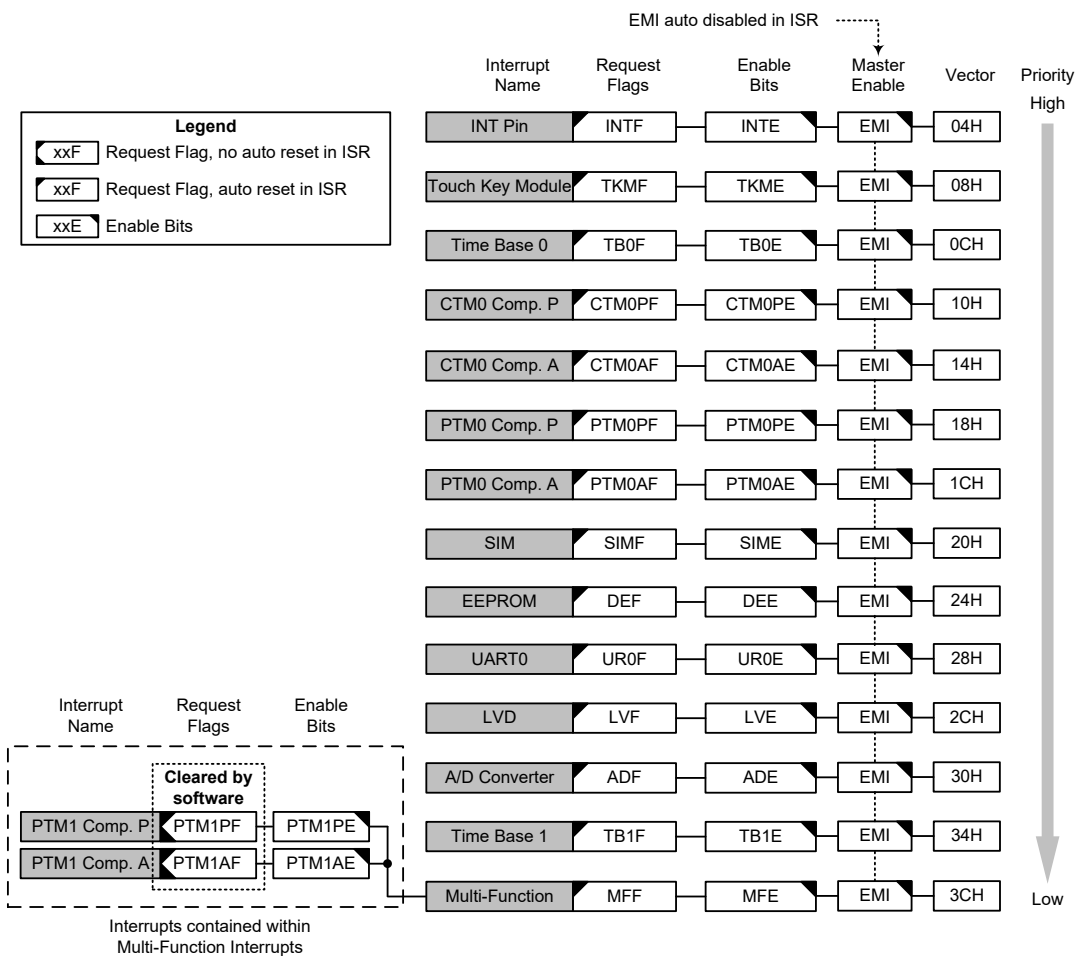 EMI auto disabled in ISR
Interrupt Name Request Flags Enable Bits Master Enable Vector Priority
High
Legend
xxF Request Flag, no auto reset in ISR
xxF Request Flag, auto reset in ISR
xxE Enable Bits
INT Pin INTF INTE EMI 04H
Touch Key Module TKMF TKME EMI 08H
Time Base 0 TB0F TB0E EMI 0CH
CTM0 Comp. P CTM0PF CTM0PE EMI 10H
CTM0 Comp. A CTM0AF CTM0AE EMI 14H
PTM0 Comp. P PTM0PF PTM0PE EMI 18H
PTM0 Comp. A PTM0AF PTM0AE EMI 1CH
SIM SIMF SIME EMI 20H
EEPROM DEF DEE EMI 24H
UART0 UR0F UR0E EMI 28H
LVD LVF LVE EMI 2CH
A/D Converter ADF ADE EMI 30H
Time Base 1 TB1F TB1E EMI 34H
Multi-Function MFF MFE EMI 3CH
Low
Interrupt Name Request Flags Enable Bits
Cleared by
software
PTM1 Comp. P PTM1PF PTM1PE
PTM1 Comp. A PTM1AF PTM1AE
Interrupts contained within
Multi-Function Interrupts